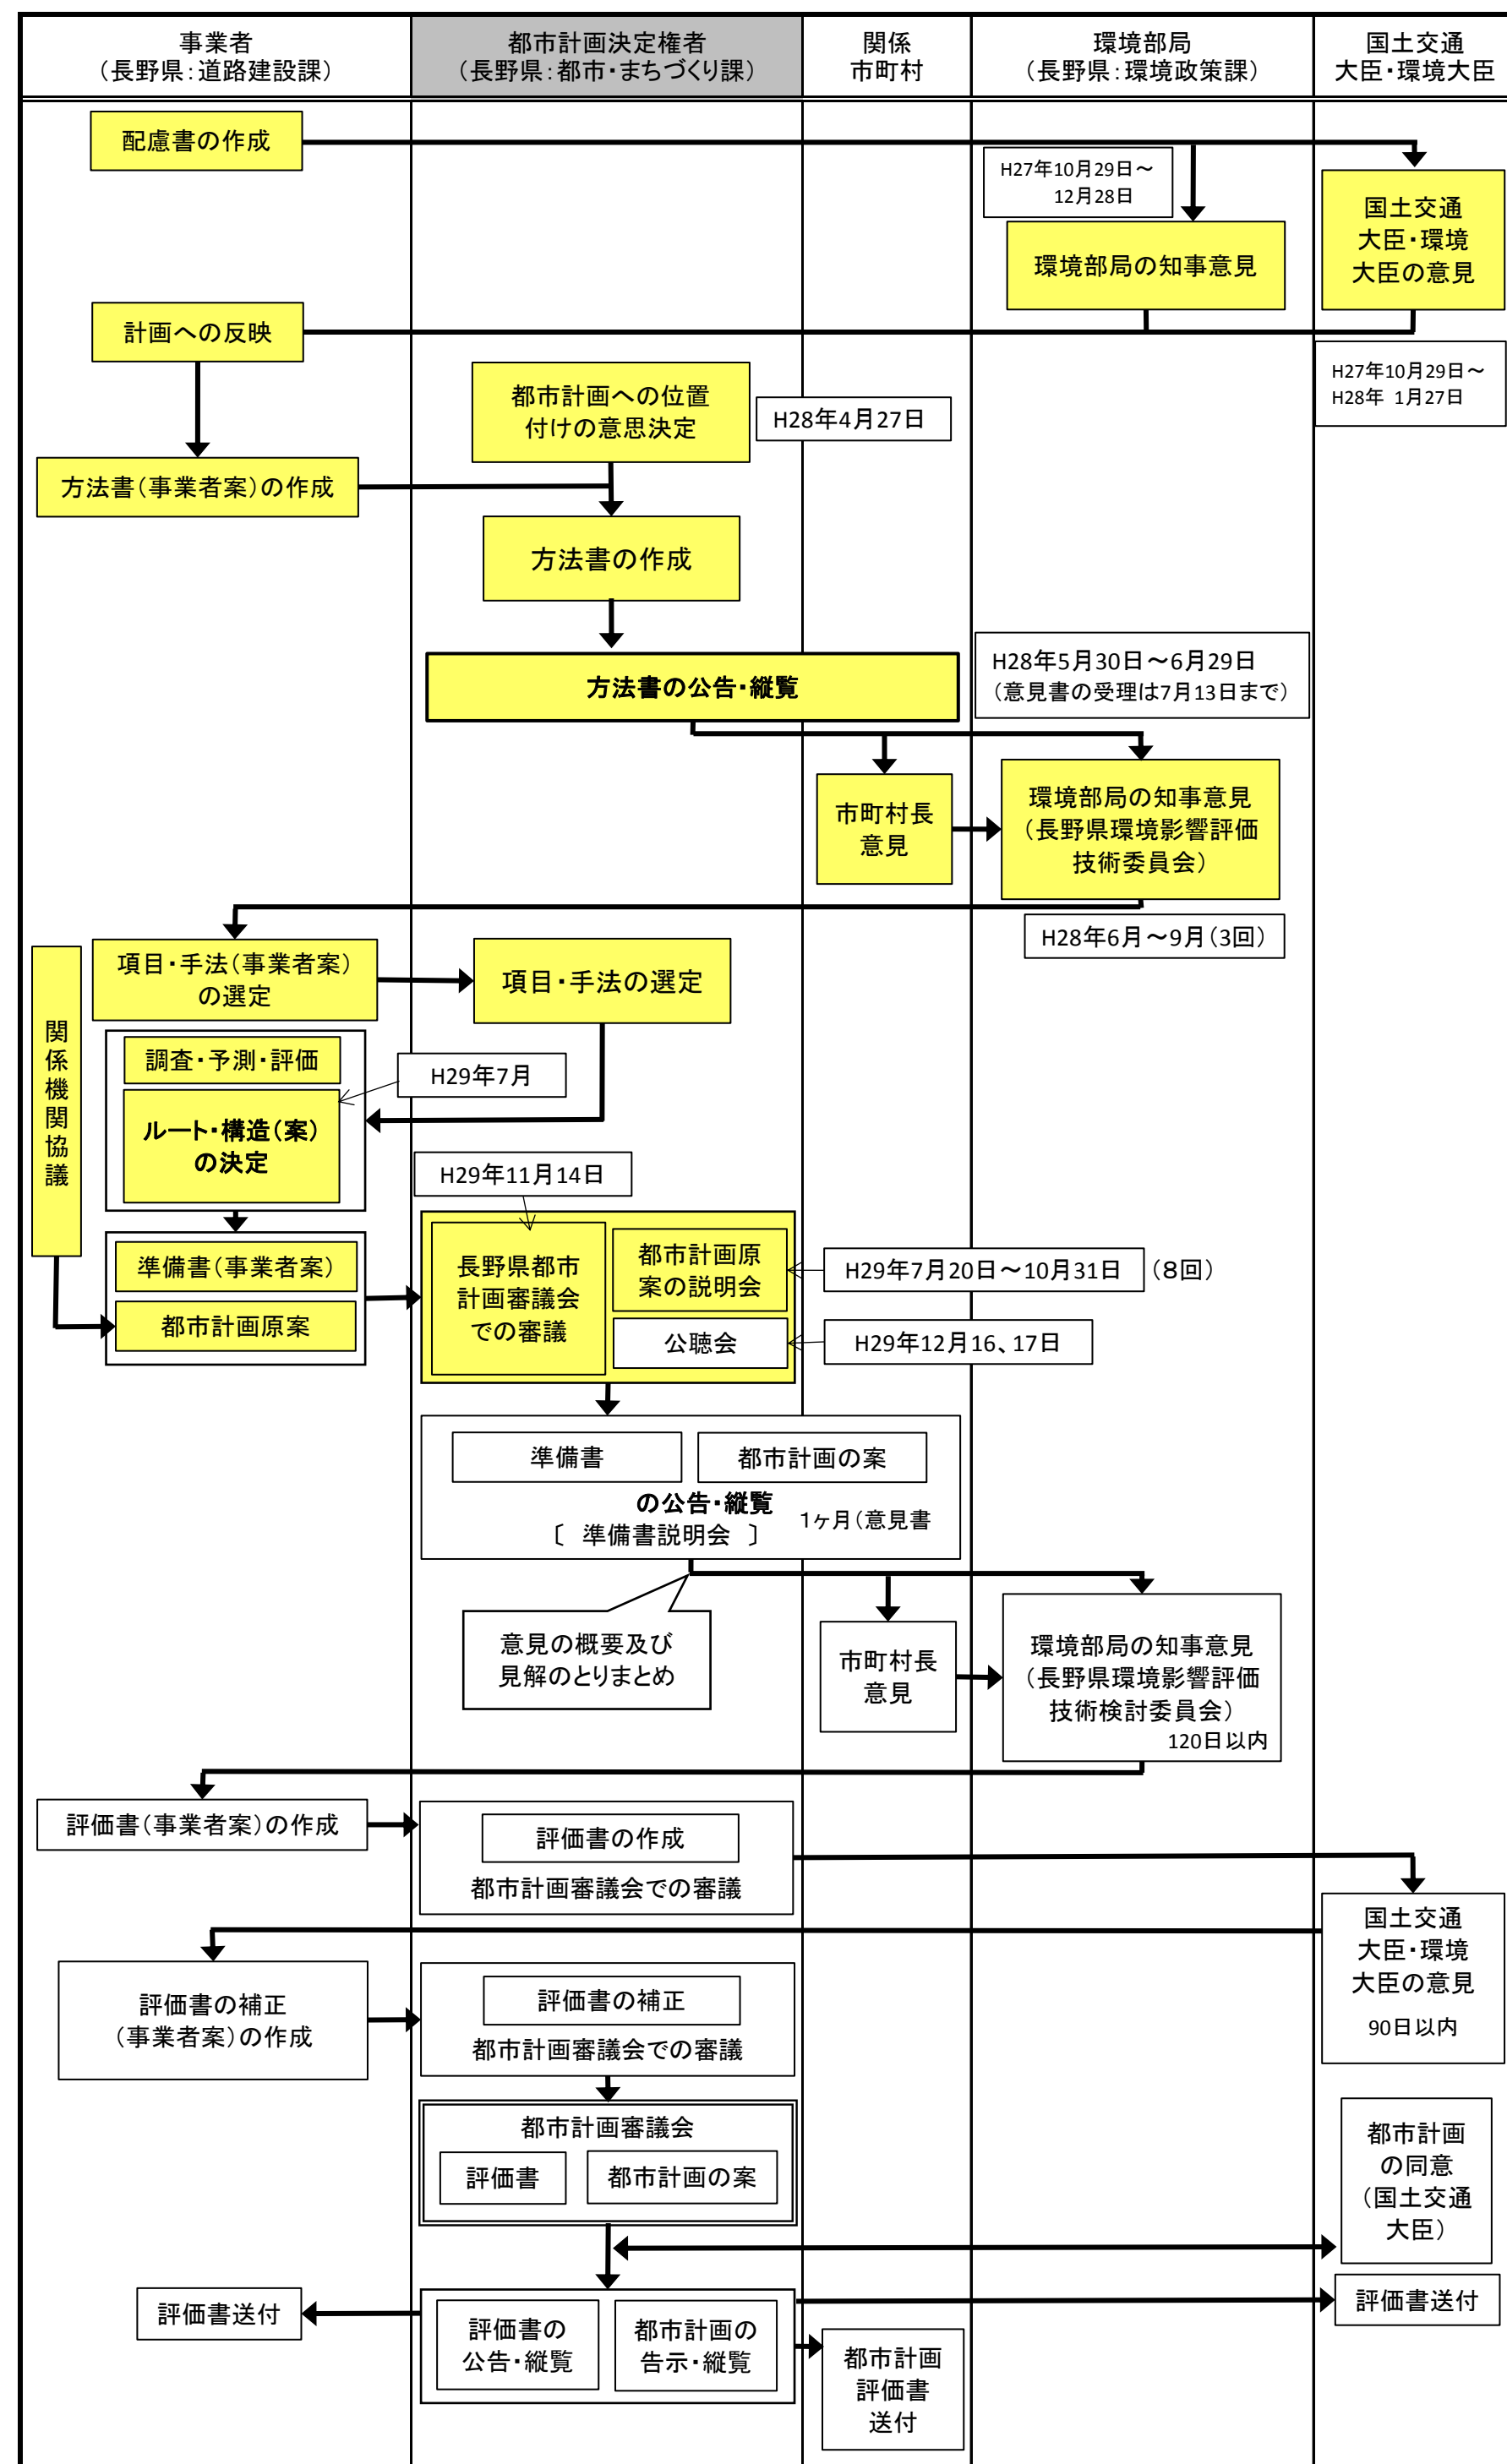 事業者
（長野県：道路建設課）
都市計画決定権者
（長野県：都市・まちづくり課）
関係
市町村
環境部局
（長野県：環境政策課）
国土交通
大臣・環境大臣
配慮書の作成
H27年10月29日～
12月28日
環境部局の知事意見
国土交通
大臣・環境
大臣の意見
計画への反映
H27年10月29日～
H28年 1月27日
都市計画への位置
付けの意思決定
H28年4月27日
方法書（事業者案）の作成
方法書の作成
方法書の公告・縦覧
H28年5月30日～6月29日
（意見書の受理は7月13日まで）
市町村長
意見
環境部局の知事意見
（長野県環境影響評価
技術委員会）
H28年6月～9月（3回）
関係機関協議
項目・手法（事業者案）
の選定
項目・手法の選定
調査・予測・評価
H29年7月
ルート・構造（案）
の決定
H29年11月14日
準備書（事業者案）
都市計画原案
長野県都市
計画審議会
での審議
都市計画原
案の説明会
H29年7月20日～10月31日
（８回）
公聴会
H29年12月16、17日
準備書
都市計画の案
の公告・縦覧
〔 準備書説明会 〕
１ヶ月（意見書
意見の概要及び
見解のとりまとめ
市町村長
意見
環境部局の知事意見
（長野県環境影響評価
技術検討委員会）
120日以内
評価書（事業者案）の作成
評価書の作成
都市計画審議会での審議
国土交通
大臣・環境
大臣の意見
90日以内
評価書の補正
（事業者案）の作成
評価書の補正
都市計画審議会での審議
都市計画審議会
評価書
都市計画の案
都市計画
の同意
（国土交通
大臣）
評価書送付
評価書の
公告・縦覧
都市計画の
告示・縦覧
都市計画
評価書
送付
評価書送付